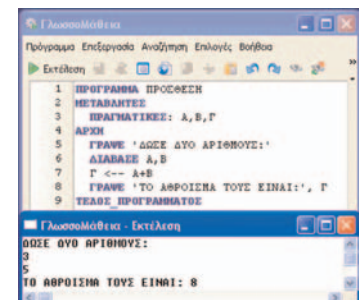 ΓλωσσοΜάθεια
Πρόγραμμα Επεξεργασία Αναζήτηση Επιλογές Βοήθεια
Εκτέλεση
1 ΠΡΟΓΡΑΜΜΑ ΠΡΟΣΘΕΣΗ
2 ΜΕΤΑΒΛΗΤΕΣ
3 ΠΡΑΓΜΑΤΙΚΕΣ: Α,Β,Γ
4 ΑΡΧΗ
5 ΓΡΑΨΕ 'ΔΩΣΕ ΔΥΟ ΑΡΙΘΜΟΥΣ:'
6 ΔΙΑΒΑΣΕ Α,Β
7 Γ <-- Α+Β
8 ΓΡΑΨΕ 'ΤΟ ΑΘΡΟΙΣΜΑ ΤΟΥΣ ΕΙΝΑΙ:', Γ
9 ΤΕΛΟΣ_ΠΡΟΓΡΑΜΜΑΤΟΣ
ΓλωσσοΜάθεια - Εκτέλεση
ΔΩΣΕ ΔΥΟ ΑΡΙΘΜΟΥΣ:
3
5
ΤΟ ΑΘΡΟΙΣΜΑ ΤΟΥΣ ΕΙΝΑΙ: 8